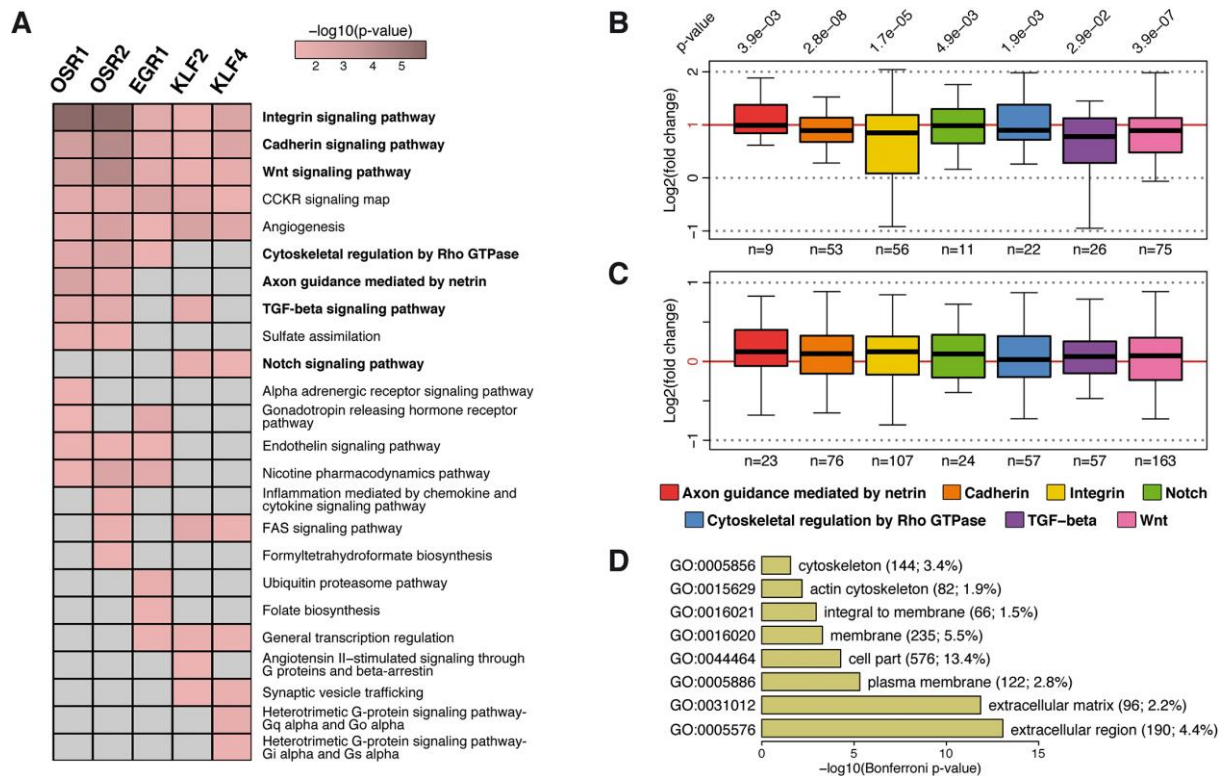 A
OSR1
OSR2
EGR1
KLF2
KLF4
−log10(p-value)
2 3 4 5
Integrin signaling pathway
Cadherin signaling pathway
Wnt signaling pathway
CCKR signaling map
Angiogenesis
Cytoskeletal regulation by Rho GTPase
Axon guidance mediated by netrin
TGF-beta signaling pathway
Sulfate assimilation
Notch signaling pathway
Alpha adrenergic receptor signaling pathway
Gonadotropin releasing hormone receptor
pathway
Endothelin signaling pathway
Nicotine pharmacodynamics pathway
Inflammation mediated by chemokine and
cytokine signaling pathway
FAS signaling pathway
Formyltetrahydroformate biosynthesis
Ubiquitin proteasome pathway
Folate biosynthesis
General transcription regulation
Angiotensin II−stimulated signaling through
G proteins and beta-arrestin
Synaptic vesicle trafficking
Heterotrimetic G-protein signaling pathway-
Gq alpha and Go alpha
Heterotrimetic G-protein signaling pathway-
Gi alpha and Gs alpha
B
p-value
3.9e−03
2.8e−08
1.7e−05
4.9e−03
1.9e−03
2.9e−02
3.9e−07
Log2(fold change)
2
1
0
−1
n=9 n=53 n=56 n=11 n=22 n=26 n=75
C
Log2(fold change)
1
0
−1
n=23 n=76 n=107 n=24 n=57 n=57 n=163
Axon guidance mediated by netrin Cadherin Integrin Notch
Cytoskeletal regulation by Rho GTPase TGF−beta Wnt
D
GO:0005856 cytoskeleton (144; 3.4%)
GO:0015629 actin cytoskeleton (82; 1.9%)
GO:0016021 integral to membrane (66; 1.5%)
GO:0016020 membrane (235; 5.5%)
GO:0044464 cell part (576; 13.4%)
GO:0005886 plasma membrane (122; 2.8%)
GO:0031012 extracellular matrix (96; 2.2%)
GO:0005576 extracellular region (190; 4.4%)
0 5 10 15
−log10(Bonferroni p-value)